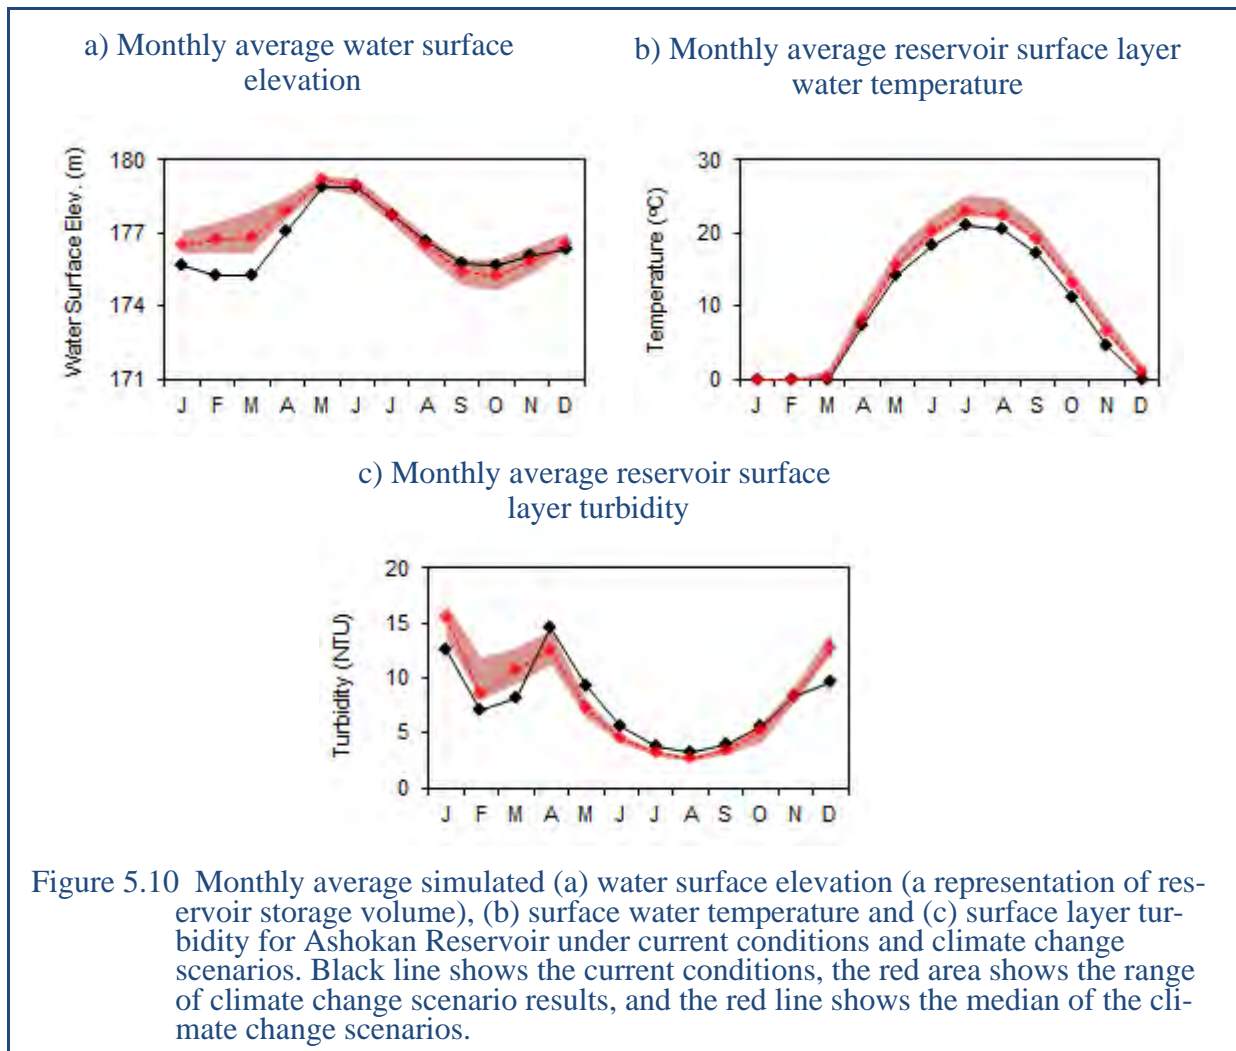 a) Monthly average water surface
elevation
b) Monthly average reservoir surface layer
water temperature
Water Surface Elev. (m)
180
177
174
171
J F M A M J J A S O N D
Temperature (ºC)
30
20
10
0
J F M A M J J A S O N D
c) Monthly average reservoir surface
layer turbidity
Turbidity (NTU)
20
15
10
5
0
J F M A M J J A S O N D
Figure 5.10 Monthly average simulated (a) water surface elevation (a representation of res-
ervoir storage volume), (b) surface water temperature and (c) surface layer tur-
bidity for Ashokan Reservoir under current conditions and climate change
scenarios. Black line shows the current conditions, the red area shows the range
of climate change scenario results, and the red line shows the median of the cli-
mate change scenarios.